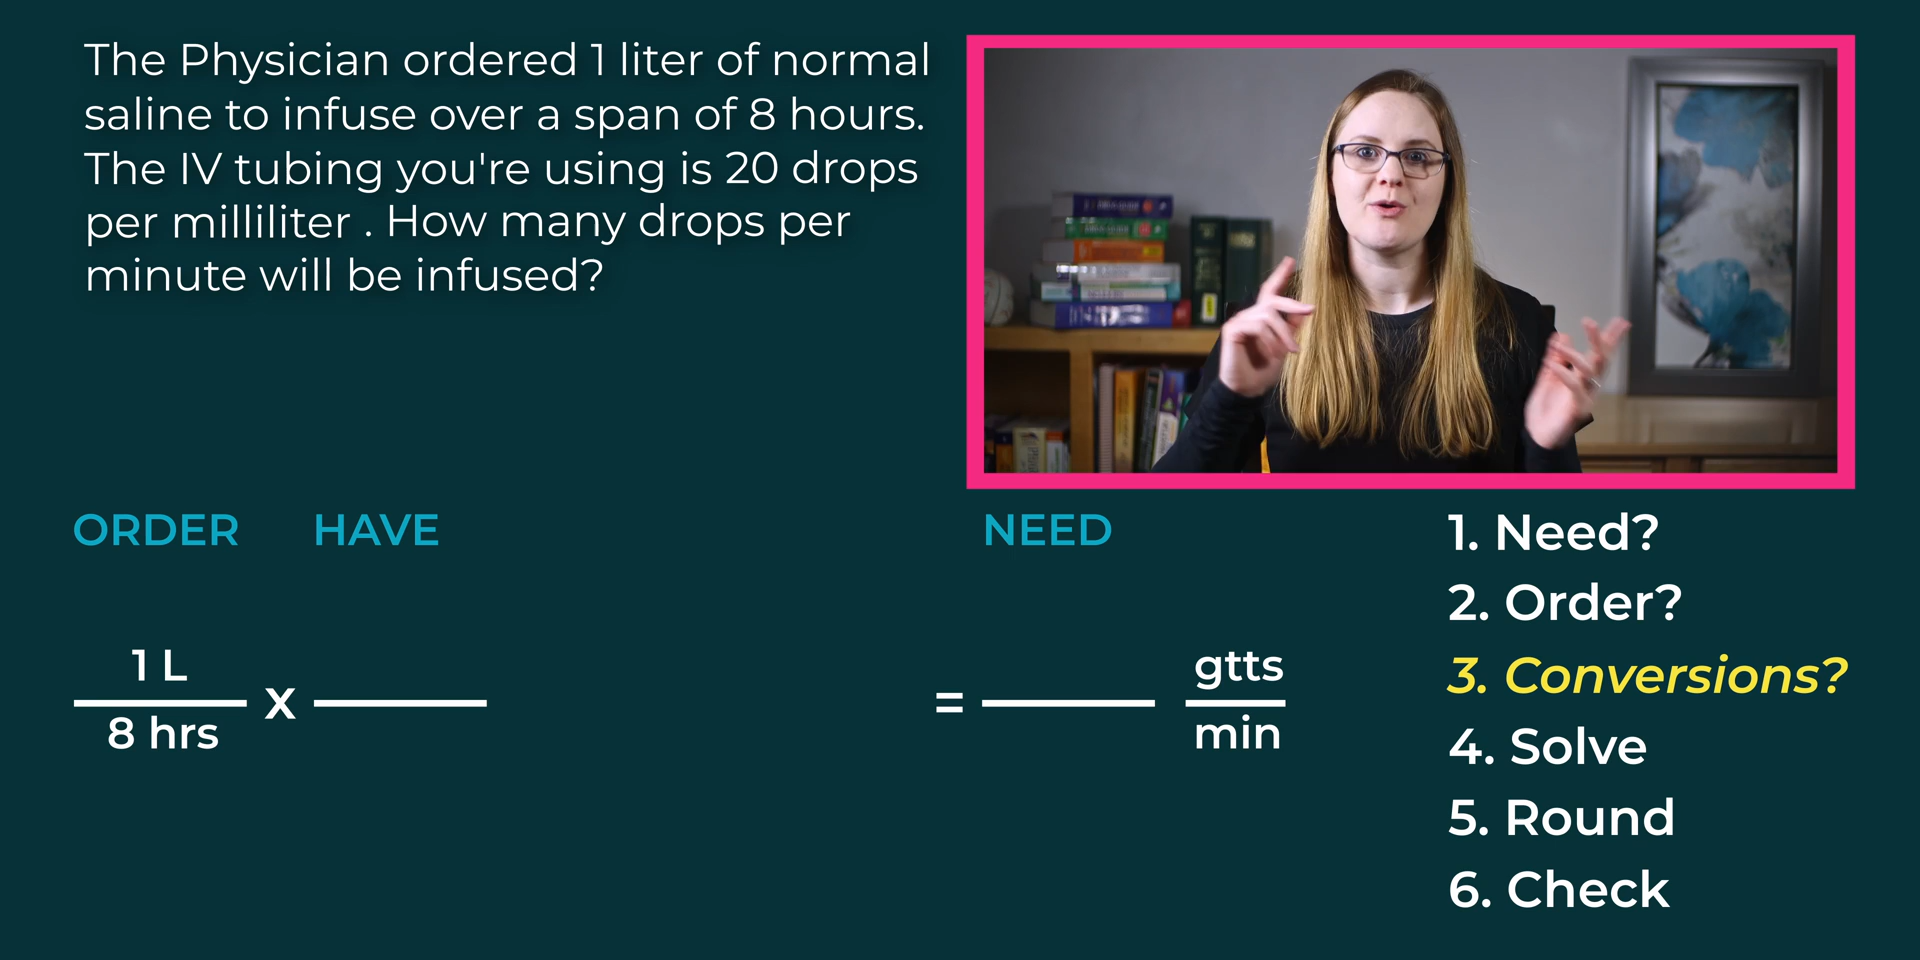 The Physician ordered 1 liter of normal
saline to infuse over a span of 8 hours.
The IV tubing you're using is 20 drops
per milliliter . How many drops per
minute will be infused?
ORDER HAVE NEED
1 L
8 hrs
X
=
gtts
min
1. Need?
2. Order?
3. Conversions?
4. Solve
5. Round
6. Check